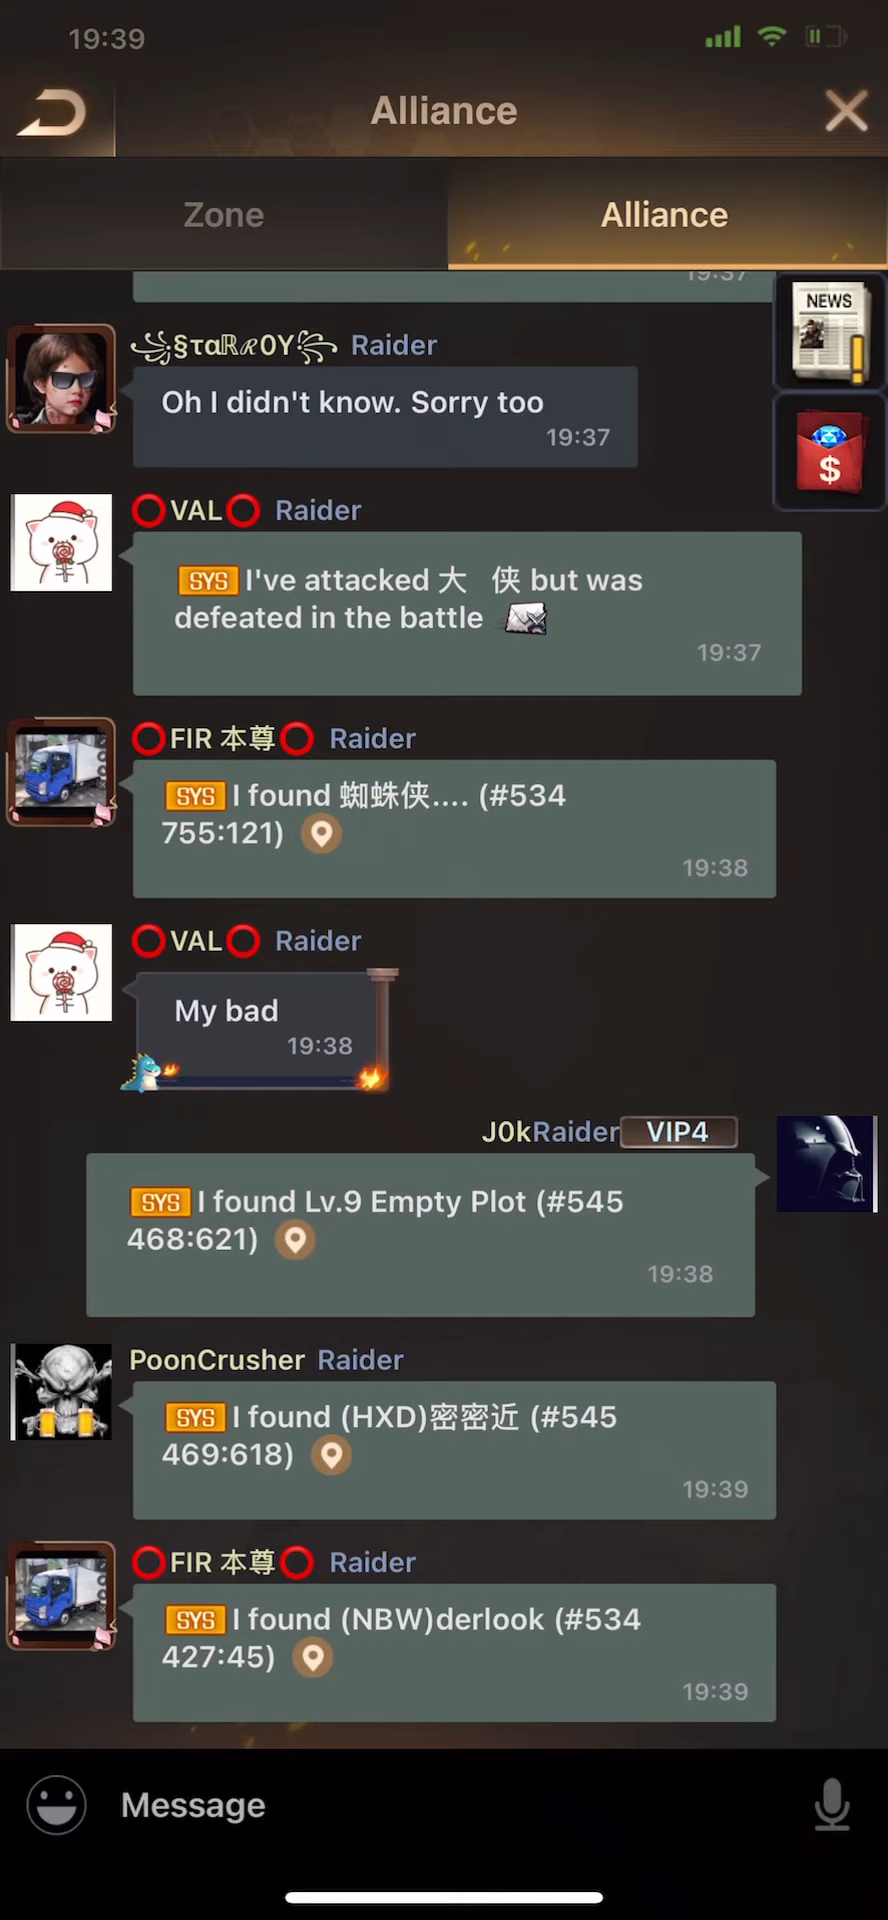 19:39
Alliance
Zone
Alliance
19:37
NEWS
꧁§ταℝ𝓡0Y꧂ Raider
Oh I didn't know. Sorry too
19:37
$
⭕VAL⭕ Raider
SYS I've attacked 大 侠 but was
defeated in the battle
19:37
⭕FIR 本尊⭕ Raider
SYS I found 蜘蛛侠.... (#534
755:121)
19:38
⭕VAL⭕ Raider
My bad
19:38
J0kRaider VIP4
SYS I found Lv.9 Empty Plot (#545
468:621)
19:38
PoonCrusher Raider
SYS I found (HXD)密密近 (#545
469:618)
19:39
⭕FIR 本尊⭕ Raider
SYS I found (NBW)derlook (#534
427:45)
19:39
Message